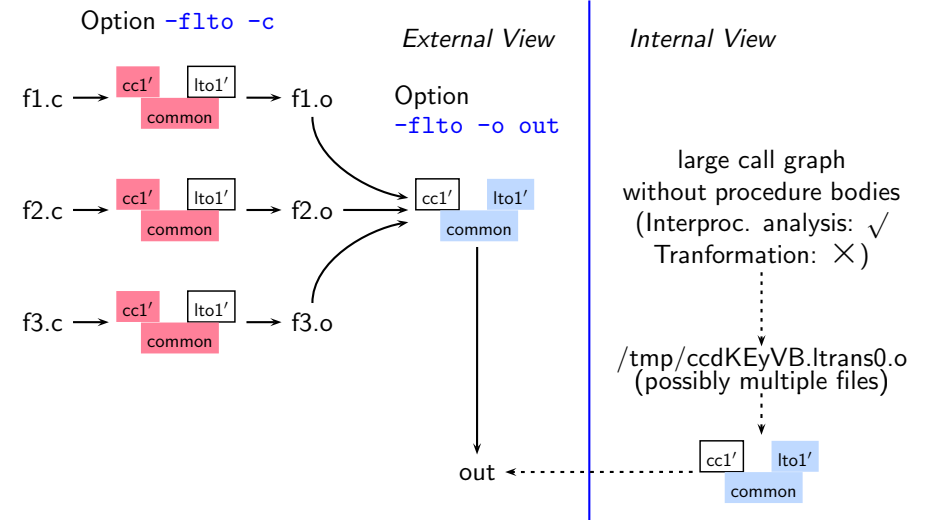 Option -flto -c
External View
Internal View
f1.c
cc1′
lto1′
common
f1.o
Option
-flto -o out
f2.c
cc1′
lto1′
common
f2.o
cc1′
lto1′
common
f3.c
cc1′
lto1′
common
f3.o
out
large call graph
without procedure bodies
(Interproc. analysis: √
Tranformation: ×)
/tmp/ccdKEyVB.ltrans0.o
(possibly multiple files)
cc1′
lto1′
common